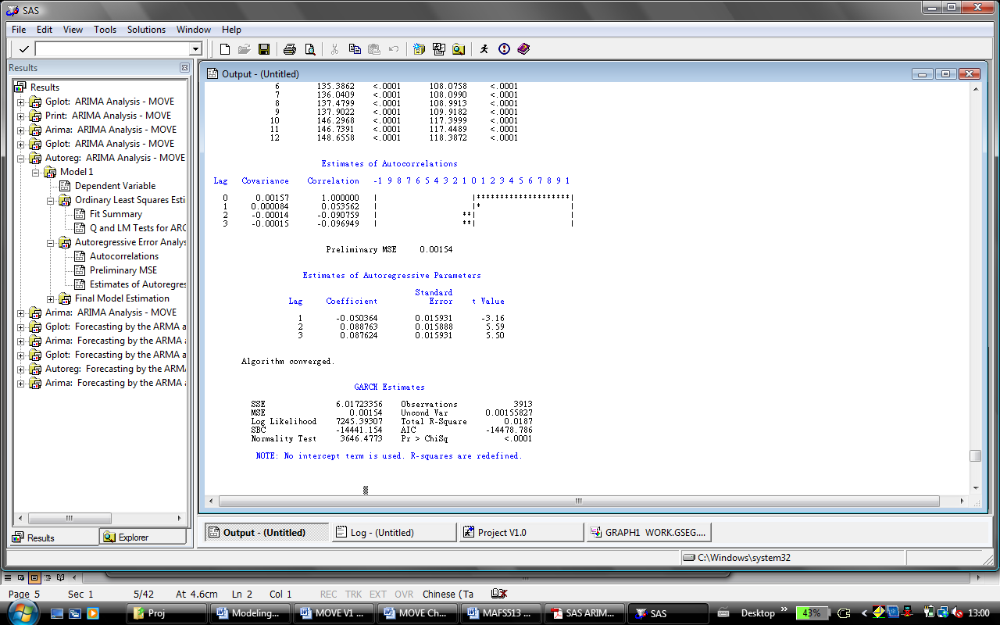 SAS
File Edit View Tools Solutions Window Help
Results
Results
Gplot: ARIMA Analysis - MOVE
Print: ARIMA Analysis - MOVE
Arima: ARIMA Analysis - MOVE
Gplot: ARIMA Analysis - MOVE
Autoreg: ARIMA Analysis - MOVE
Model 1
Dependent Variable
Ordinary Least Squares Esti
Fit Summary
Q and LM Tests for ARC
Autoregressive Error Analys
Autocorrelations
Preliminary MSE
Estimates of Autoregres
Final Model Estimation
Arima: ARIMA Analysis - MOVE
Gplot: Forecasting by the ARMA a
Arima: Forecasting by the ARMA a
Gplot: Forecasting by the ARMA a
Autoreg: Forecasting by the ARMA
Arima: Forecasting by the ARMA a
Results Explorer
Output - (Untitled)
6 135.3862 <.0001 108.0758 <.0001
7 136.0409 <.0001 108.0990 <.0001
8 137.4799 <.0001 108.9913 <.0001
9 137.9022 <.0001 109.9182 <.0001
10 146.2968 <.0001 117.3999 <.0001
11 146.7391 <.0001 117.4489 <.0001
12 148.6558 <.0001 118.3872 <.0001
Estimates of Autocorrelations
Lag Covariance Correlation -1 9 8 7 6 5 4 3 2 1 0 1 2 3 4 5 6 7 8 9 1
0 0.00157 1.000000 | |********************|
1 0.000084 0.053562 | |* |
2 -0.00014 -0.090759 | **| |
3 -0.00015 -0.096949 | **| |
Preliminary MSE 0.00154
Estimates of Autoregressive Parameters
Standard
Lag Coefficient Error t Value
1 -0.050364 0.015931 -3.16
2 0.088763 0.015888 5.59
3 0.087624 0.015931 5.50
Algorithm converged.
GARCH Estimates
SSE 6.01723356 Observations 3913
MSE 0.00154 Uncond Var 0.00155827
Log Likelihood 7245.39307 Total R-Square 0.0187
SBC -14441.154 AIC -14478.786
Normality Test 3646.4773 Pr > ChiSq <.0001
NOTE: No intercept term is used. R-squares are redefined.
Output - (Untitled) Log - (Untitled) Project V1.0 GRAPH1 WORK.GSEG....
C:\Windows\system32
Page 5 Sec 1 5/42 At 4.6cm Ln 2 Col 1 REC TRK EXT OVR Chinese (Ta
Proj Modeling... MOVE V1 ... MOVE Ch... MAFS513 ... SAS ARIM... SAS Desktop » 43% 13:00